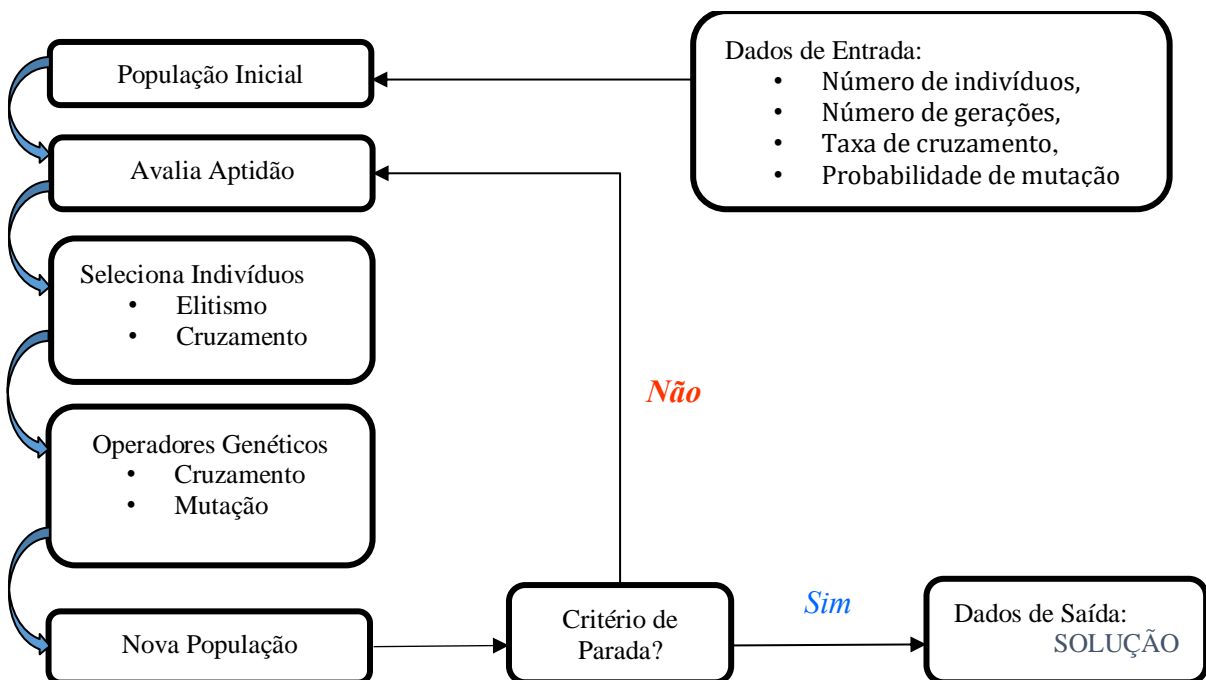 População Inicial
Dados de Entrada:
• Número de indivíduos,
• Número de gerações,
• Taxa de cruzamento,
• Probabilidade de mutação
Avalia Aptidão
Seleciona Indivíduos
• Elitismo
• Cruzamento
Não
Operadores Genéticos
• Cruzamento
• Mutação
Nova População
Critério de
Parada?
Sim
Dados de Saída:
SOLUÇÃO